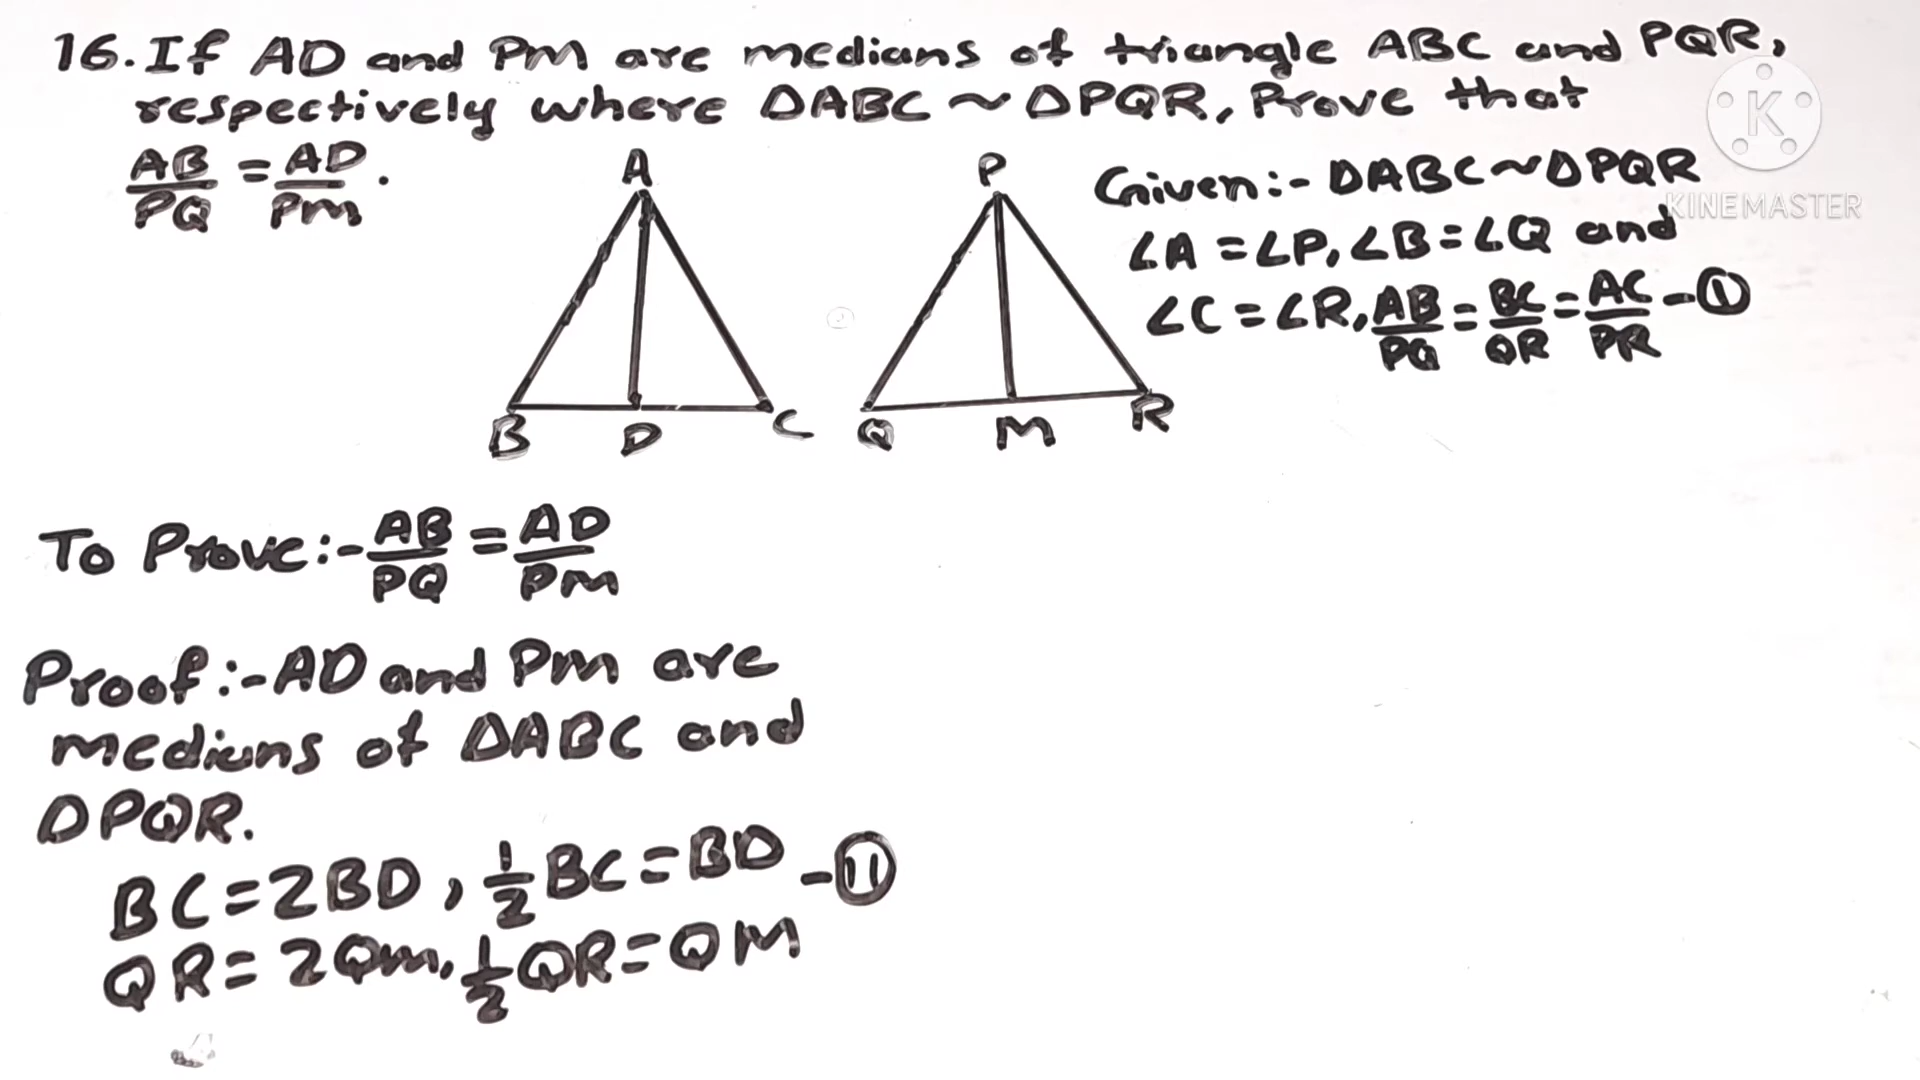 16. If AD and PM are medians of triangle ABC and PQR,
respectively where ΔABC ~ ΔPQR, Prove that
AB/PQ = AD/PM.
A
B D C
P
Q M R
Given:- ΔABC ~ ΔPQR
∠A = ∠P, ∠B = ∠Q and
∠C = ∠R, AB/PQ = BC/QR = AC/PR - ①
K
KINEMASTER
To Prove:- AB/PQ = AD/PM
Proof:- AD and PM are
medians of ΔABC and
ΔPQR.
BC = 2BD, 1/2 BC = BD - ⑪
QR = 2QM, 1/2 QR = QM